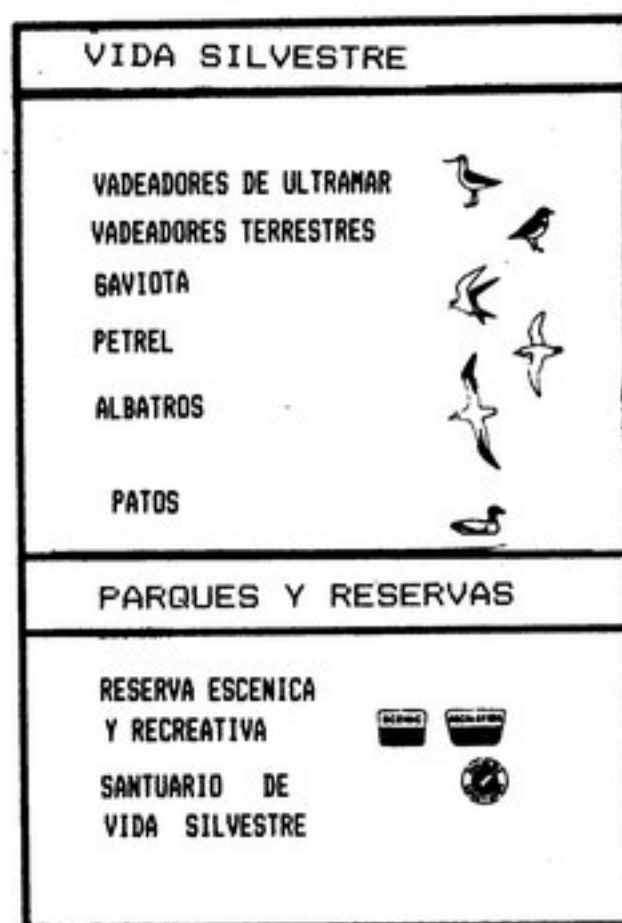 VIDA SILVESTRE
VADEADORES DE ULTRAMAR
VADEADORES TERRESTRES
GAVIOTA
PETREL
ALBATROS
PATOS
PARQUES Y RESERVAS
RESERVA ESCENICA
Y RECREATIVA
SANTUARIO DE
VIDA SILVESTRE